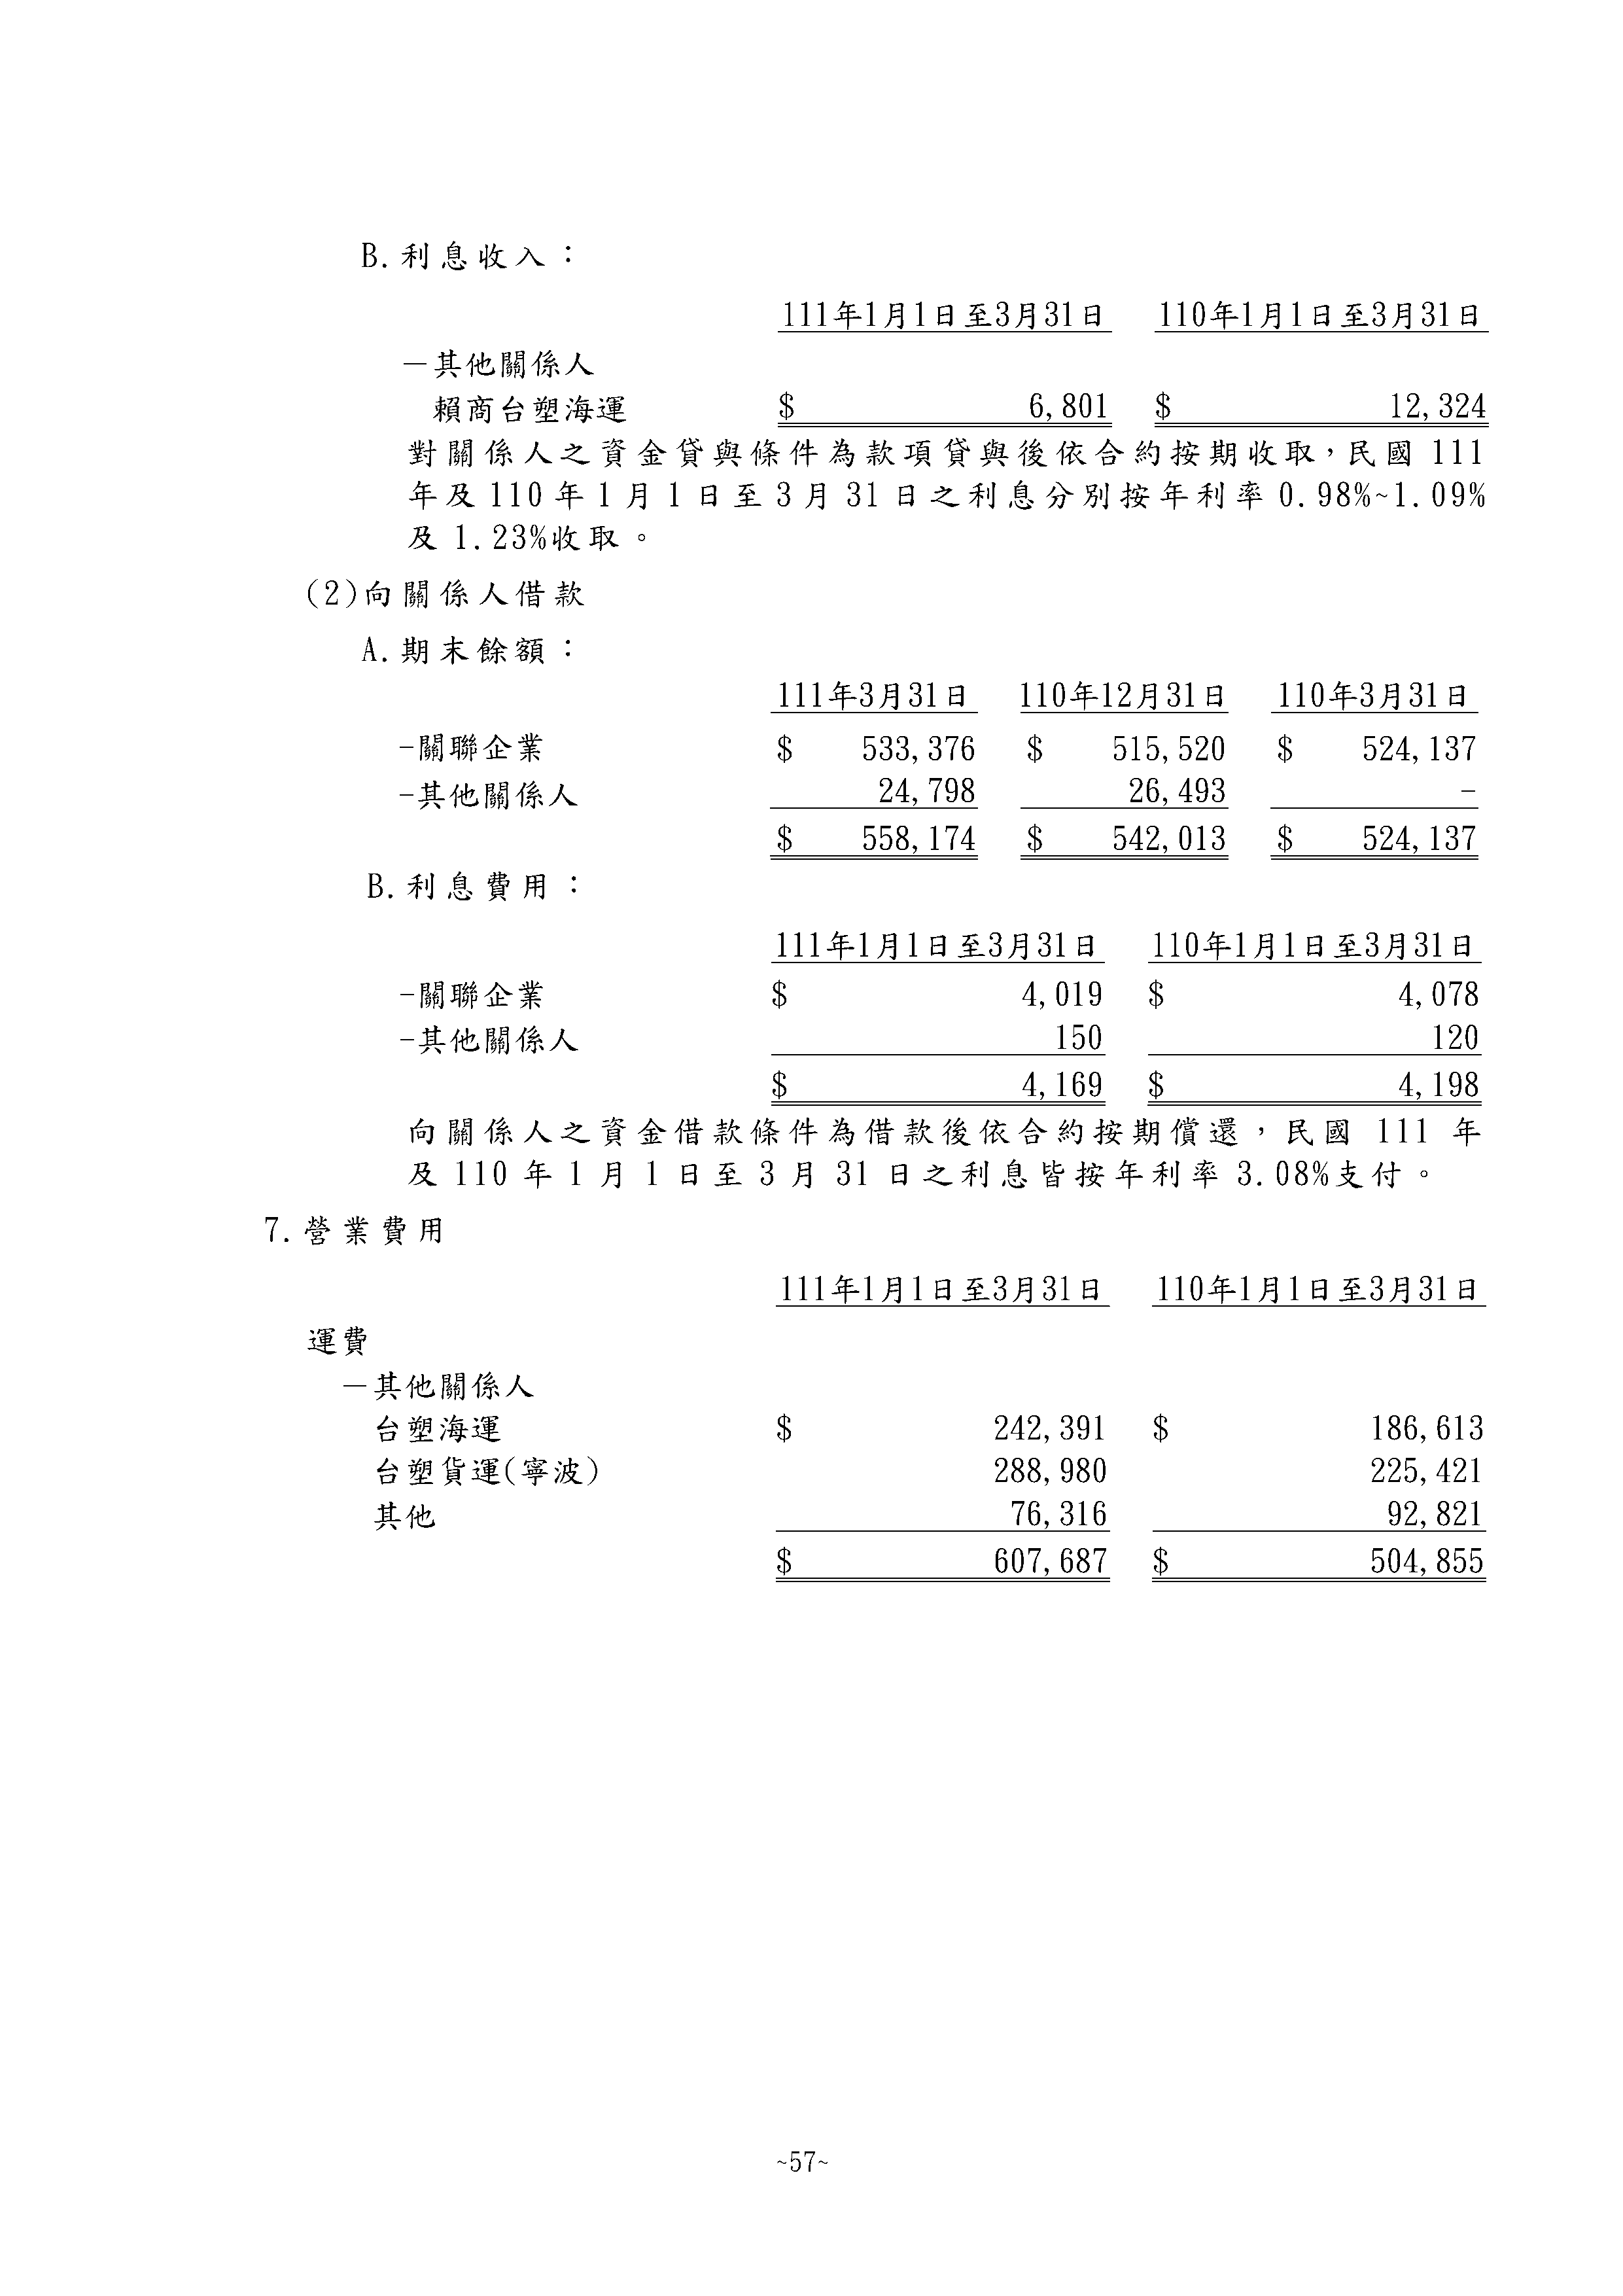 B.利息收入：
111年1月1日至3月31日 110年1月1日至3月31日
－其他關係人
賴商台塑海運 $ 6,801 $ 12,324
對關係人之資金貸與條件為款項貸與後依合約按期收取，民國 111
年及 110 年 1 月 1 日至 3 月 31 日之利息分別按年利率 0.98%~1.09%
及 1.23%收取。
(2)向關係人借款
A.期末餘額：
111年3月31日 110年12月31日 110年3月31日
-關聯企業 $ 533,376 $ 515,520 $ 524,137
-其他關係人 24,798 26,493 -
$ 558,174 $ 542,013 $ 524,137
B.利息費用：
111年1月1日至3月31日 110年1月1日至3月31日
-關聯企業 $ 4,019 $ 4,078
-其他關係人 150 120
$ 4,169 $ 4,198
向關係人之資金借款條件為借款後依合約按期償還，民國 111 年
及 110 年 1 月 1 日至 3 月 31 日之利息皆按年利率 3.08%支付。
7.營業費用
111年1月1日至3月31日 110年1月1日至3月31日
運費
－其他關係人
台塑海運 $ 242,391 $ 186,613
台塑貨運(寧波) 288,980 225,421
其他 76,316 92,821
$ 607,687 $ 504,855
~57~